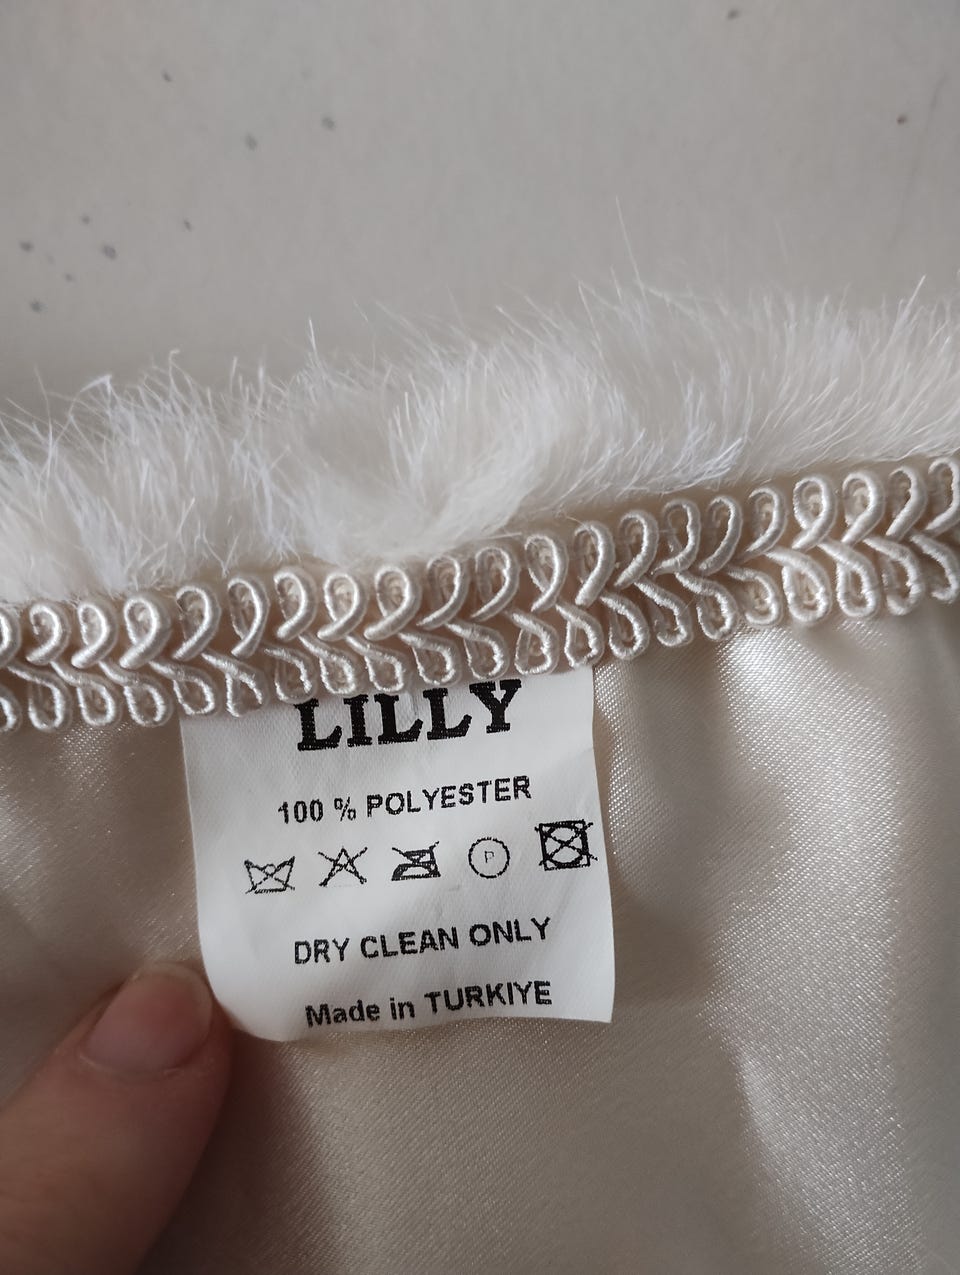 LILLY
100 % POLYESTER
P
DRY CLEAN ONLY
Made in TURKIYE